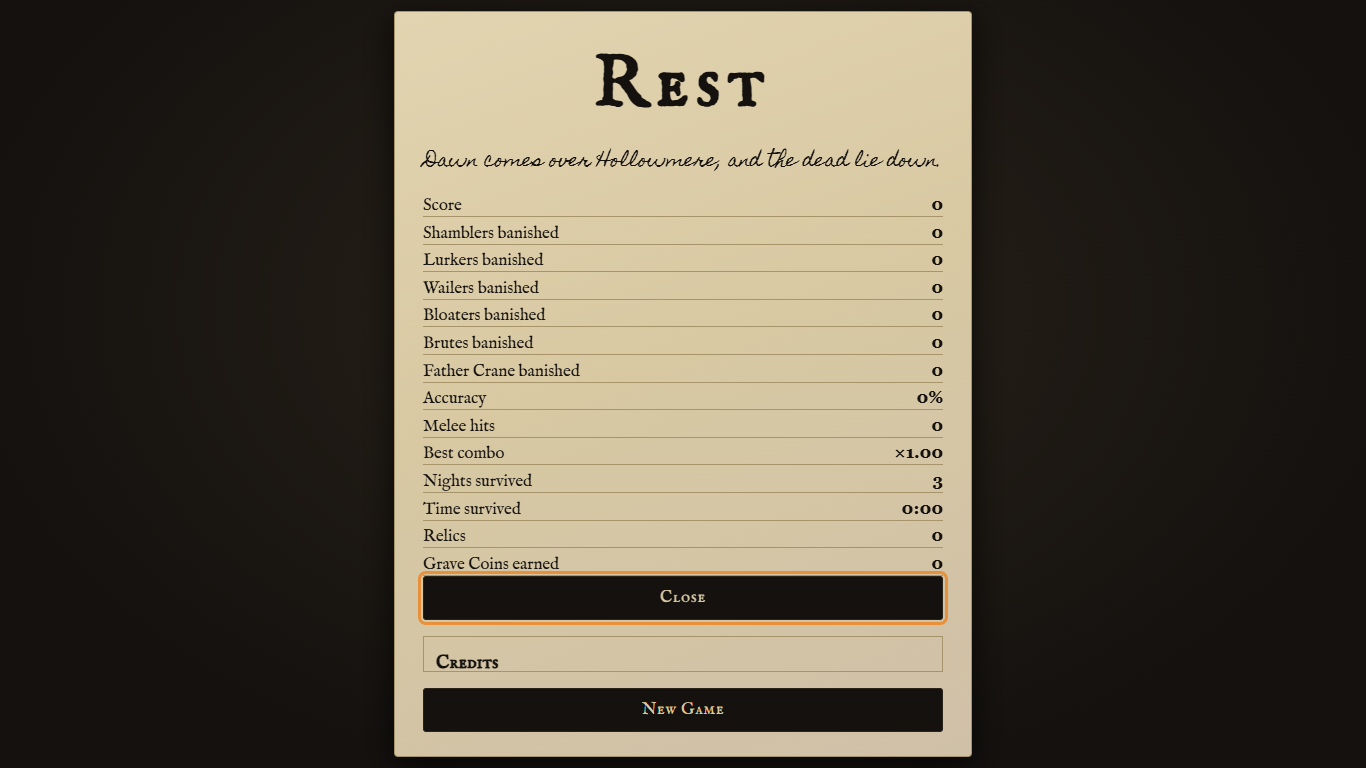 Rest
Dawn comes over Hollowmere, and the dead lie down.
Score 0
Shamblers banished 0
Lurkers banished 0
Wailers banished 0
Bloaters banished 0
Brutes banished 0
Father Crane banished 0
Accuracy 0%
Melee hits 0
Best combo ×1.00
Nights survived 3
Time survived 0:00
Relics 0
Grave Coins earned 0
Close
Credits
New Game